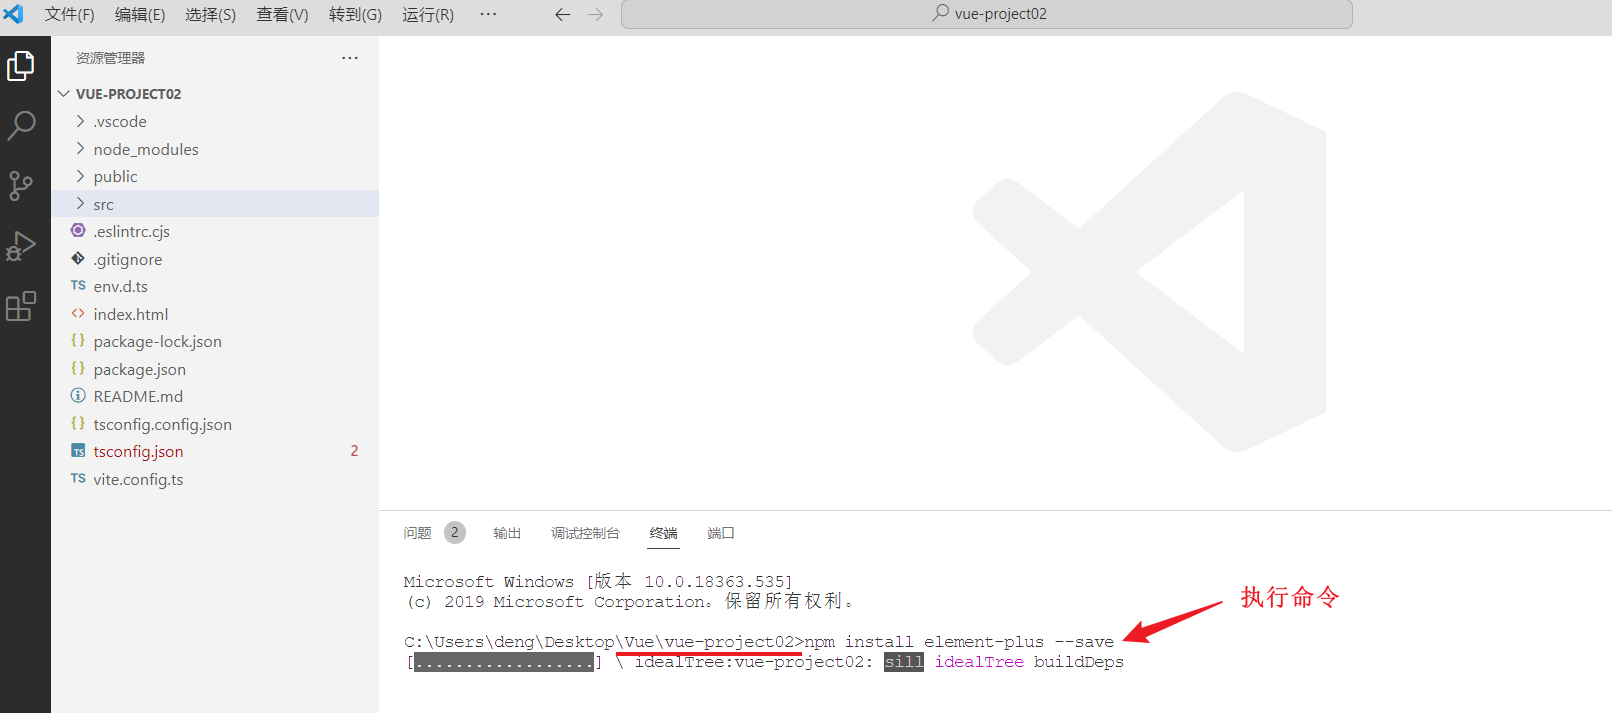 文件(F) 编辑(E) 选择(S) 查看(V) 转到(G) 运行(R) ··· vue-project02
资源管理器 ···
VUE-PROJECT02
.vscode
node_modules
public
src
.eslintrc.cjs
.gitignore
TS env.d.ts
index.html
{} package-lock.json
{} package.json
README.md
{} tsconfig.config.json
TS tsconfig.json 2
TS vite.config.ts
问题 2 输出 调试控制台 终端 端口
Microsoft Windows [版本 10.0.18363.535]
(c) 2019 Microsoft Corporation。保留所有权利。
执行命令
C:\Users\deng\Desktop\Vue\vue-project02>npm install element-plus --save
[..................] \ idealTree:vue-project02: sill idealTree buildDeps